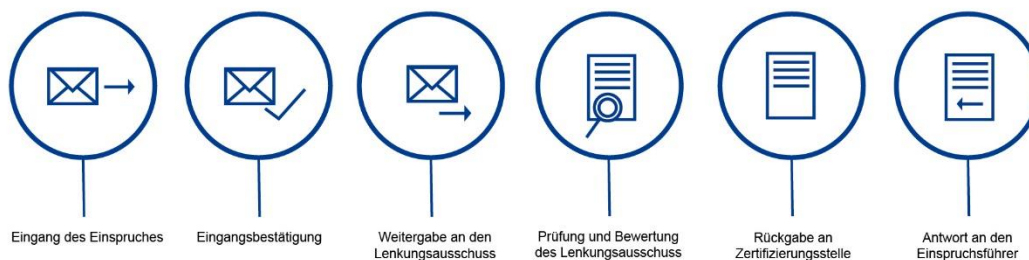 Eingang des Einspruches
Eingangsbestätigung
Weitergabe an den
Lenkungsausschuss
Prüfung und Bewertung
des Lenkungsausschuss
Rückgabe an
Zertifizierungsstelle
Antwort an den
Einspruchsführer